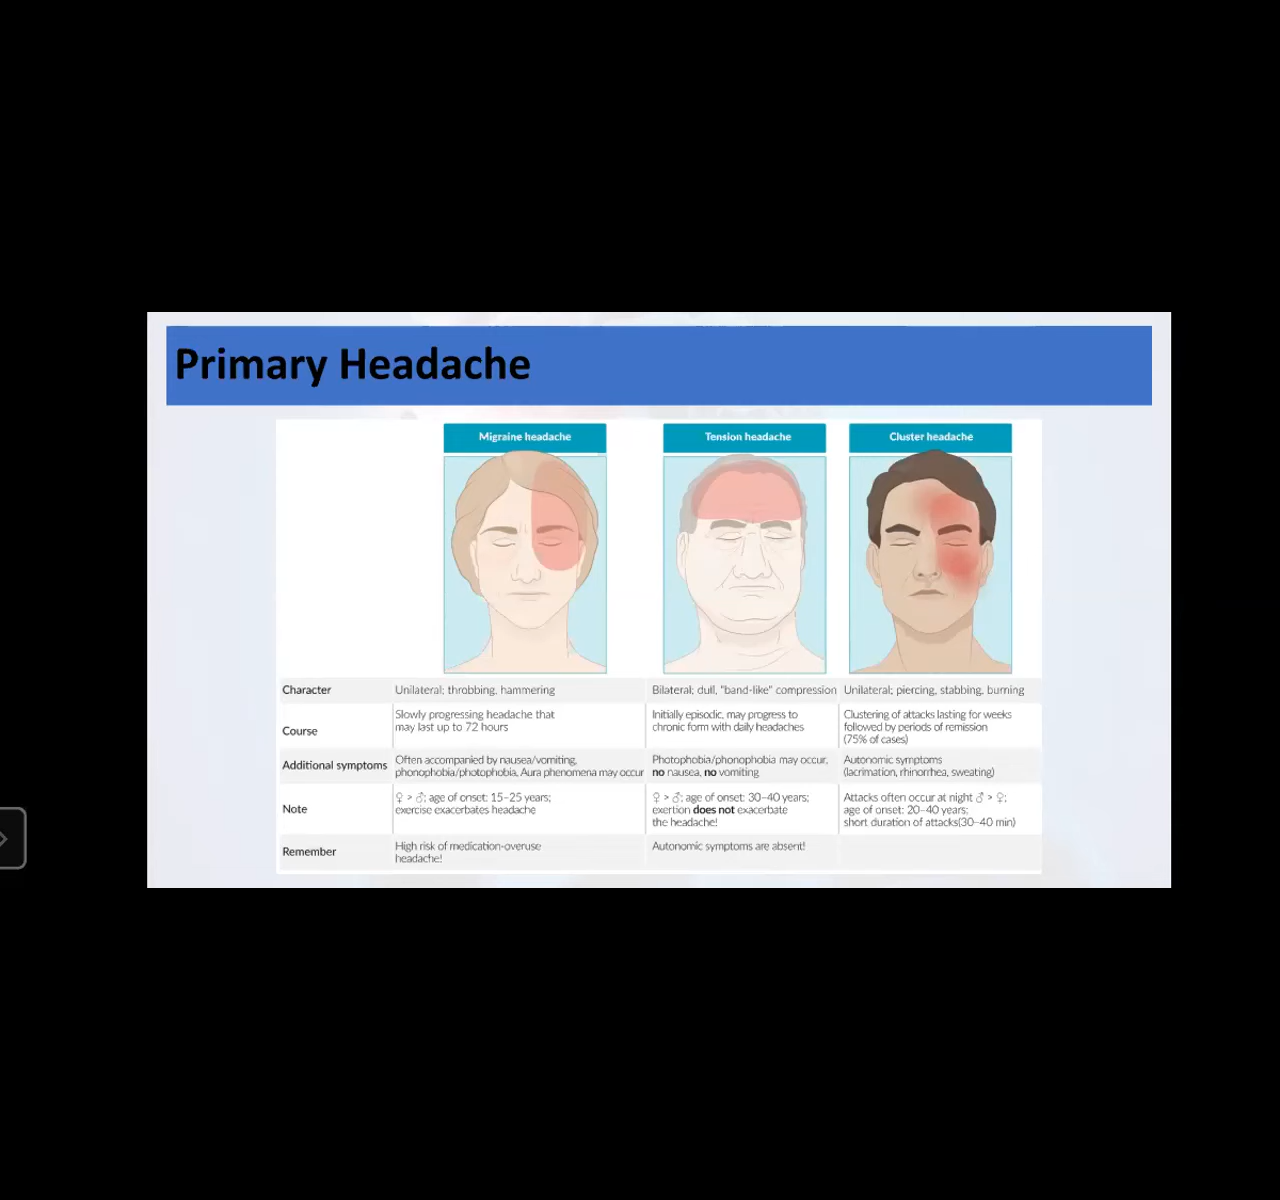 Primary Headache
Migraine headache
Tension headache
Cluster headache
Character
Unilateral; throbbing, hammering
Bilateral; dull, "band-like" compression
Unilateral; piercing, stabbing, burning
Course
Slowly progressing headache that
may last up to 72 hours
Initially episodic, may progress to
chronic form with daily headaches
Clustering of attacks lasting for weeks
followed by periods of remission
(75% of cases)
Additional symptoms
Often accompanied by nausea/vomiting,
phonophobia/photophobia, Aura phenomena may occur
Photophobia/phonophobia may occur,
no nausea, no vomiting
Autonomic symptoms
(lacrimation, rhinorrhea, sweating)
Note
♀ > ♂; age of onset: 15–25 years;
exercise exacerbates headache
♀ > ♂; age of onset: 30–40 years;
exertion does not exacerbate
the headache!
Attacks often occur at night ♂ > ♀;
age of onset: 20–40 years;
short duration of attacks(30–40 min)
Remember
High risk of medication-overuse
headache!
Autonomic symptoms are absent!